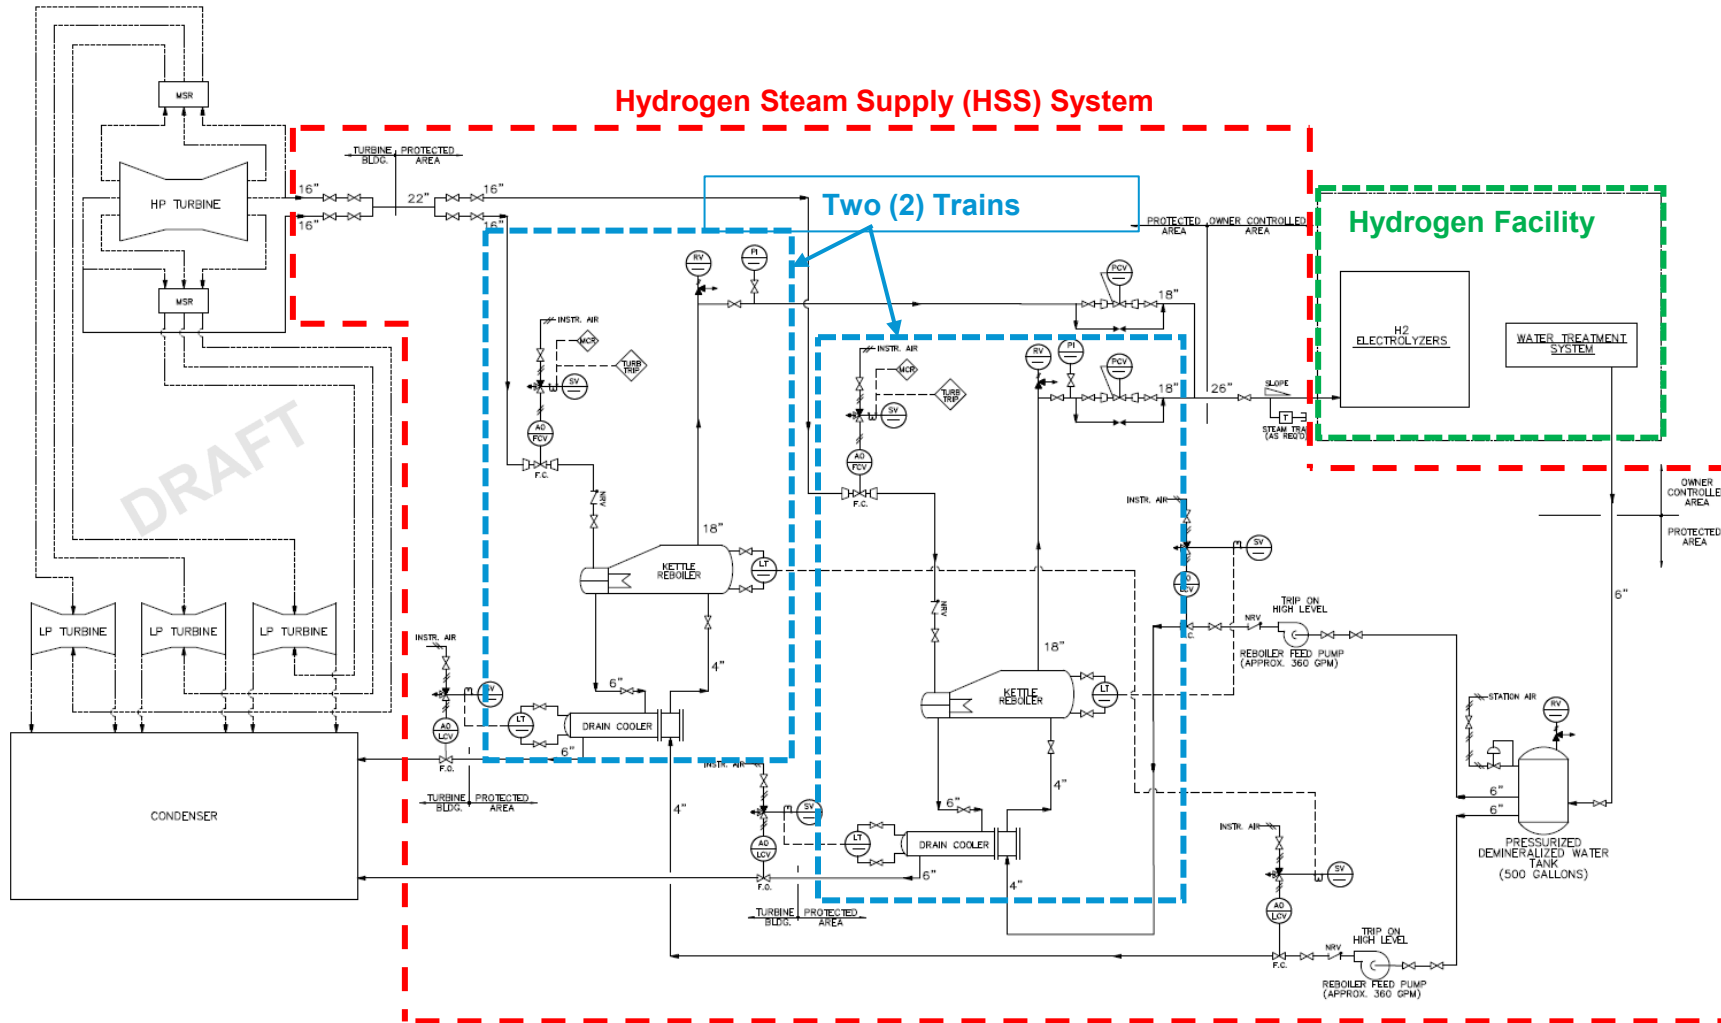 Hydrogen Steam Supply (HSS) System
MSR
TURBINE
BLDG.
PROTECTED
AREA
HP TURBINE
16"
16"
22"
16"
16"
Two (2) Trains
PROTECTED
AREA
OWNER CONTROLLED
AREA
Hydrogen Facility
MSR
RV
PI
PCV
18"
INSTR. AIR
MCR
TURB
TRIP
SV
AO
FCV
F.C.
NRV
INSTR. AIR
MCR
TURB
TRIP
SV
AO
FCV
F.C.
NRV
RV
PI
PCV
18"
26"
SLOPE
T
STEAM TRA
(AS REQ'D)
H2
ELECTROLYZERS
WATER TREATMENT
SYSTEM
DRAFT
OWNER
CONTROLLE
AREA
PROTECTED
AREA
18"
KETTLE
REBOILER
LT
INSTR. AIR
SV
AO
LCV
C.
NRV
TRIP ON
HIGH LEVEL
REBOILER FEED PUMP
(APPROX. 360 GPM)
6"
LP TURBINE
LP TURBINE
LP TURBINE
INSTR. AIR
SV
AO
LCV
F.O.
LT
DRAIN COOLER
6"
4"
6"
18"
KETTLE
REBOILER
LT
STATION AIR
RV
6"
6"
PRESSURIZED
DEMINERALIZED WATER
TANK
(500 GALLONS)
CONDENSER
TURBINE
BLDG.
PROTECTED
AREA
4"
INSTR. AIR
SV
AO
LCV
F.O.
LT
DRAIN COOLER
6"
4"
6"
4"
TURBINE
BLDG.
PROTECTED
AREA
INSTR. AIR
SV
AO
LCV
F.C.
NRV
TRIP ON
HIGH LEVEL
REBOILER FEED PUMP
(APPROX. 360 GPM)